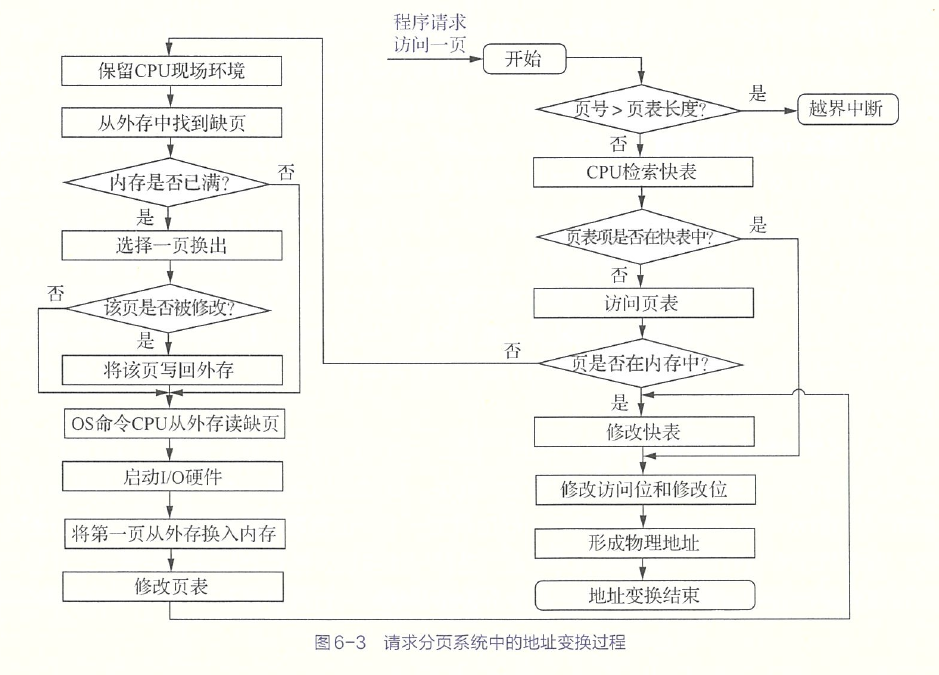 程序请求
访问一页
开始
页号 > 页表长度?
是
越界中断
否
CPU检索快表
页表项是否在快表中?
是
否
访问页表
页是否在内存中?
否
是
修改快表
修改访问位和修改位
形成物理地址
地址变换结束
保留CPU现场环境
从外存中找到缺页
内存是否已满?
否
是
选择一页换出
该页是否被修改?
否
是
将该页写回外存
OS命令CPU从外存读缺页
启动I/O硬件
将第一页从外存换入内存
修改页表
图6-3 请求分页系统中的地址变换过程